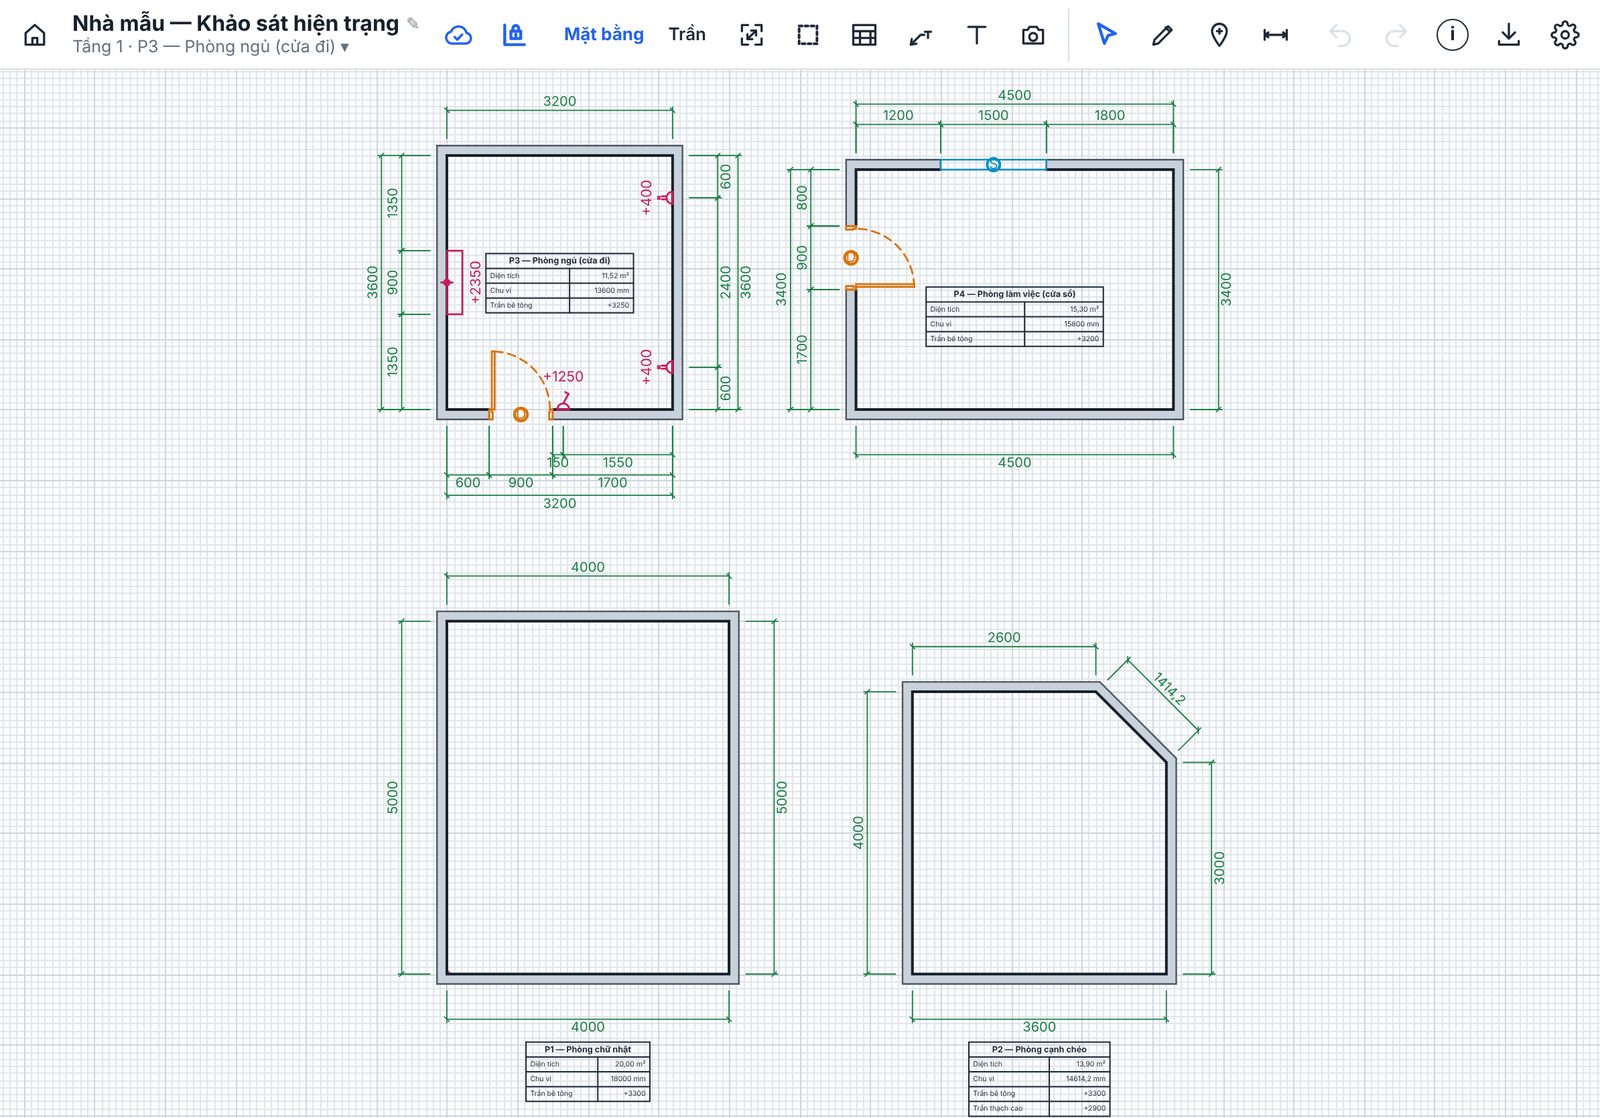 Nhà mẫu — Khảo sát hiện trạng
Tầng 1 · P3 — Phòng ngủ (cửa đi) ▾
Mặt bằng
Trần
T
T
i
3200
1350
900
1350
3600
+2350
+400
+400
+1250
600
2400
600
3600
P3 — Phòng ngủ (cửa đi)
Diện tích 11,52 m²
Chu vi 13600 mm
Trần bê tông +3250
D
150
1550
600
900
1700
3200
4500
1200
1500
1800
S
800
900
1700
3400
D
3400
P4 — Phòng làm việc (cửa sổ)
Diện tích 15,30 m²
Chu vi 15800 mm
Trần bê tông +3200
4500
4000
5000
5000
4000
P1 — Phòng chữ nhật
Diện tích 20,00 m²
Chu vi 18000 mm
Trần bê tông +3300
2600
1414,2
4000
3000
3600
P2 — Phòng cạnh chéo
Diện tích 13,90 m²
Chu vi 14614,2 mm
Trần bê tông +3300
Trần thạch cao +2900